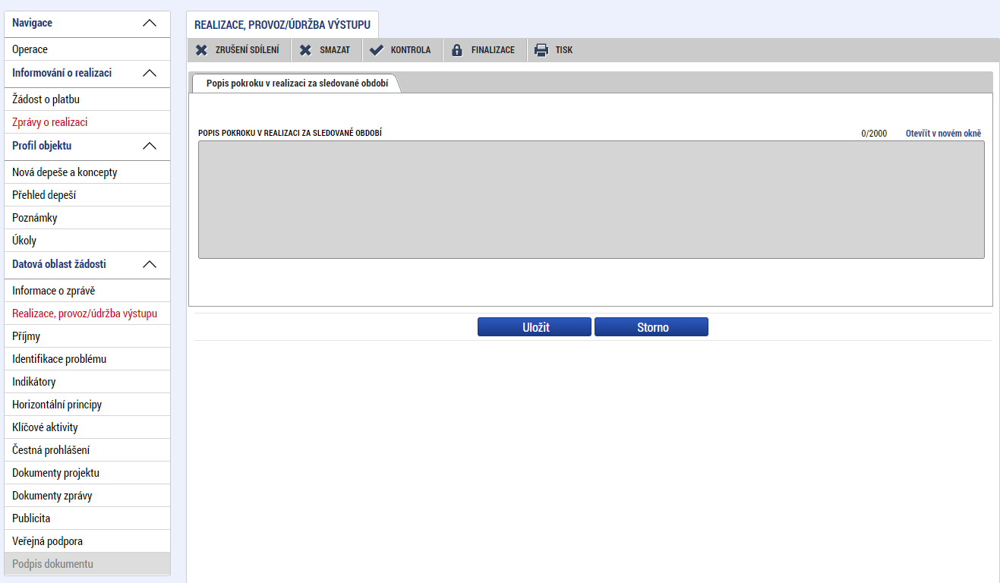 Navigace
Operace
Informování o realizaci
Žádost o platbu
Zprávy o realizaci
Profil objektu
Nová depeše a koncepty
Přehled depeší
Poznámky
Úkoly
Datová oblast žádosti
Informace o zprávě
Realizace, provoz/údržba výstupu
Příjmy
Identifikace problému
Indikátory
Horizontální principy
Klíčové aktivity
Čestná prohlášení
Dokumenty projektu
Dokumenty zprávy
Publicita
Veřejná podpora
Podpis dokumentu
REALIZACE, PROVOZ/ÚDRŽBA VÝSTUPU
ZRUŠENÍ SDÍLENÍ SMAZAT KONTROLA FINALIZACE TISK
Popis pokroku v realizaci za sledované období
POPIS POKROKU V REALIZACI ZA SLEDOVANÉ OBDOBÍ 0/2000 Otevřít v novém okně
Uložit Storno